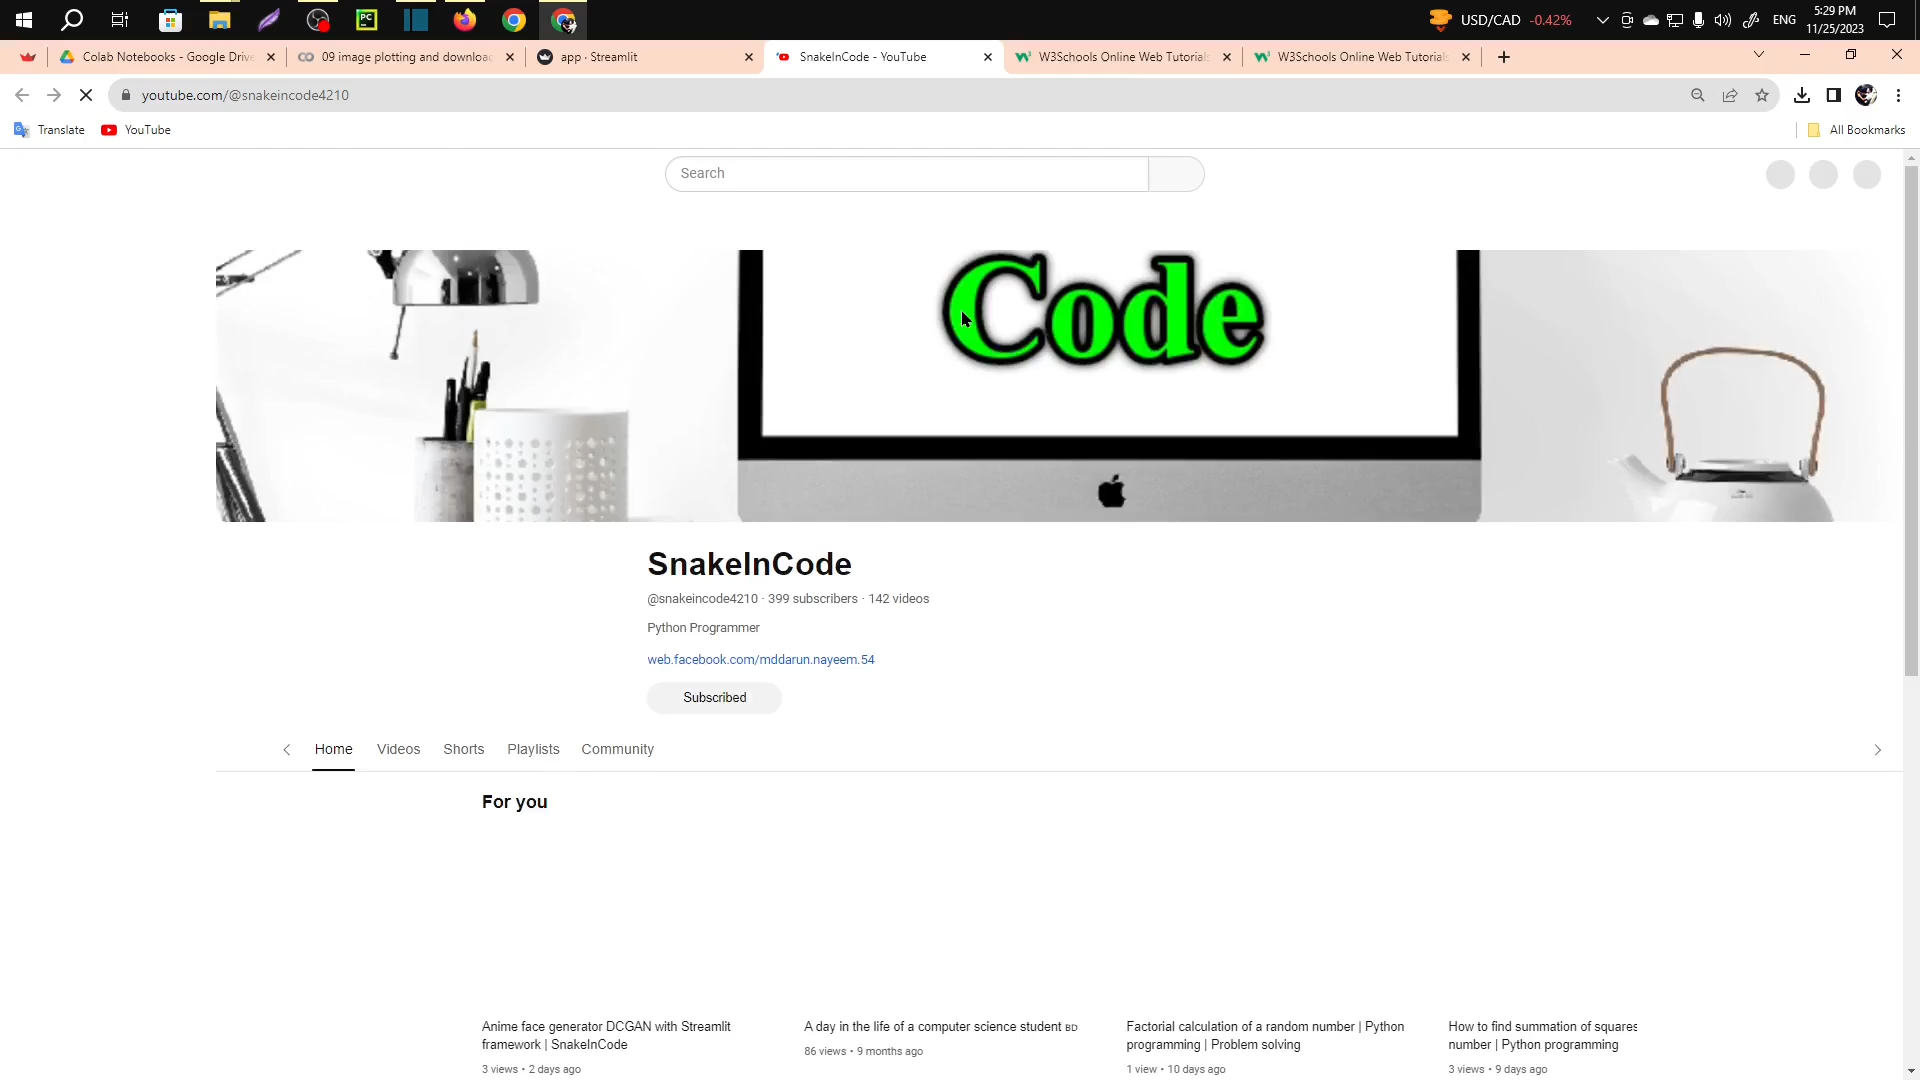 USD/CAD -0.42% ENG 5:29 PM
11/25/2023
Colab Notebooks - Google Drive 09 image plotting and downloa app · Streamlit SnakeInCode - YouTube W3Schools Online Web Tutorials W3Schools Online Web Tutorials
youtube.com/@snakeincode4210
Translate YouTube All Bookmarks
Search
Code
SnakeInCode
@snakeincode4210 · 399 subscribers · 142 videos
Python Programmer
web.facebook.com/mddarun.nayeem.54
Subscribed
Home Videos Shorts Playlists Community
For you
Anime face generator DCGAN with Streamlit
framework | SnakeInCode
3 views • 2 days ago
A day in the life of a computer science student BD
86 views • 9 months ago
Factorial calculation of a random number | Python
programming | Problem solving
1 view • 10 days ago
How to find summation of squares
number | Python programming
3 views • 9 days ago